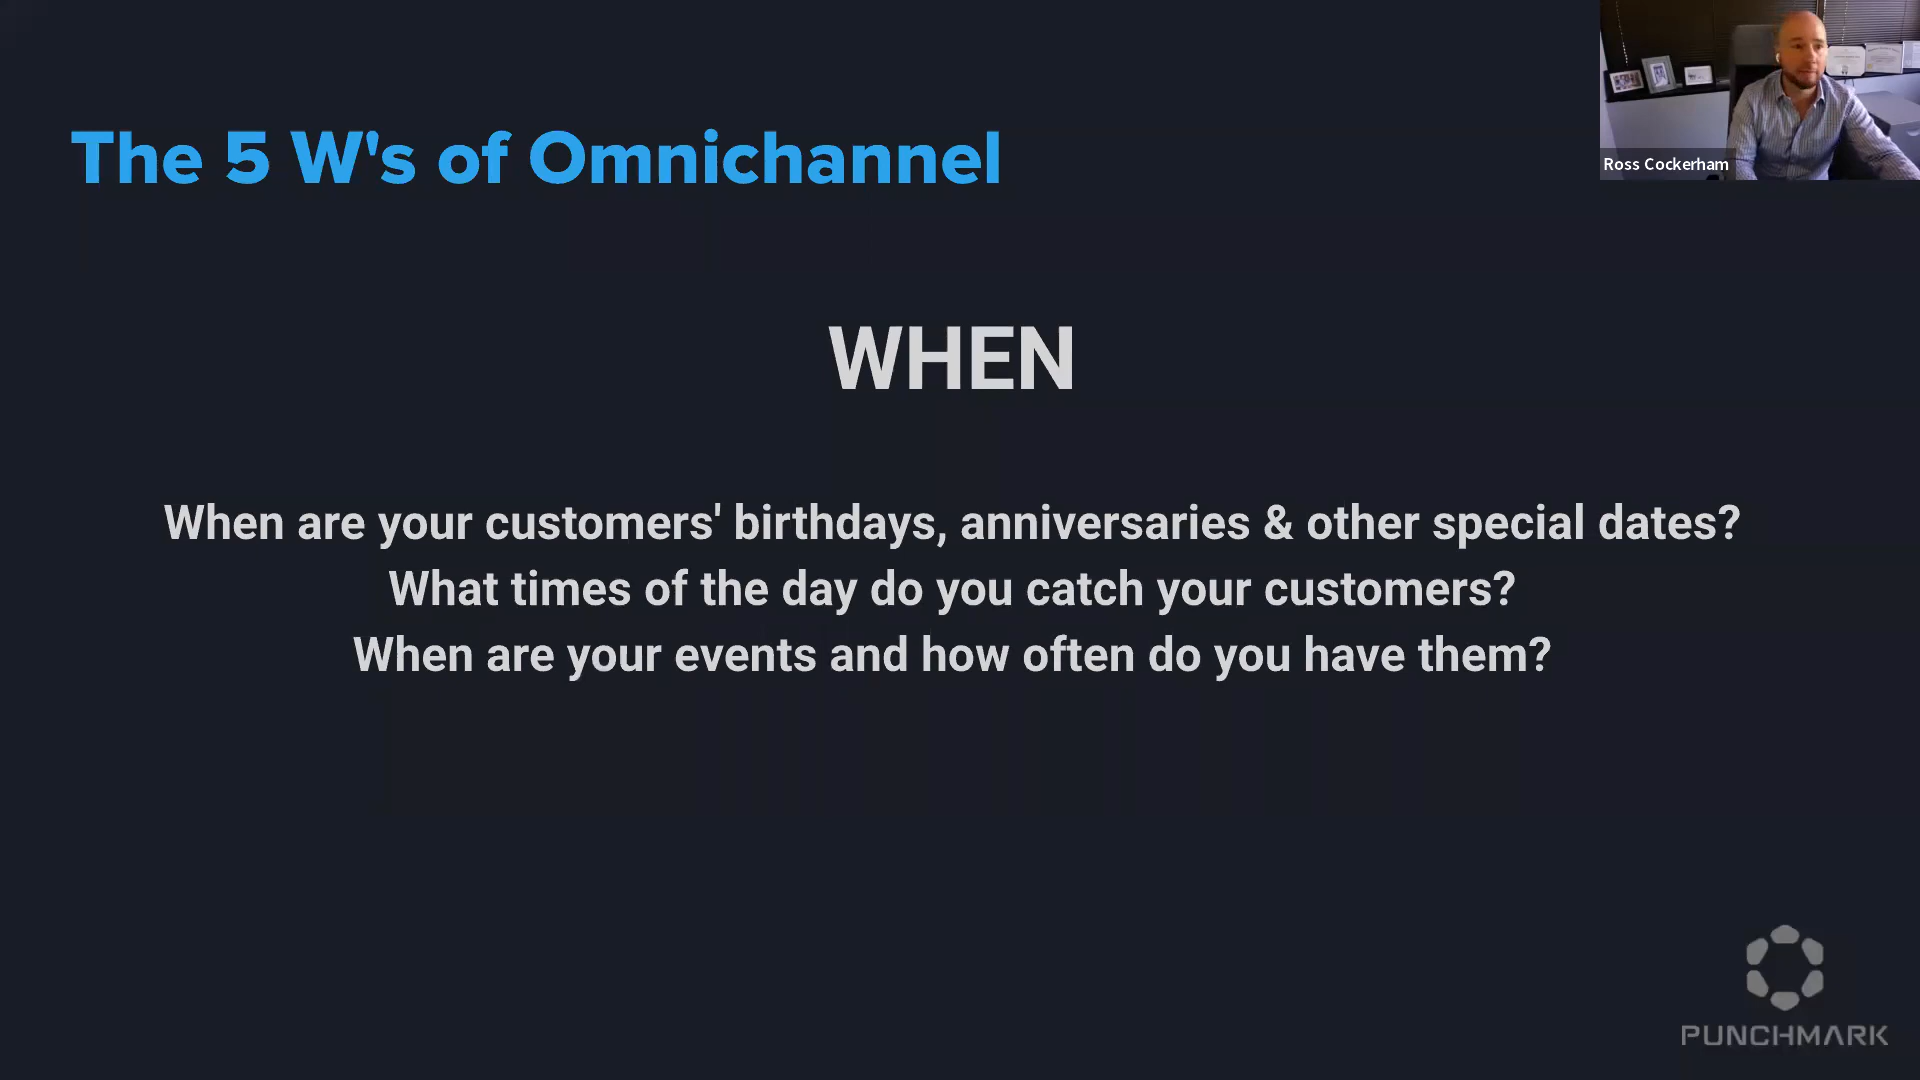 The 5 W's of Omnichannel
Ross Cockerham
WHEN
When are your customers' birthdays, anniversaries & other special dates?
What times of the day do you catch your customers?
When are your events and how often do you have them?
PUNCHMARK